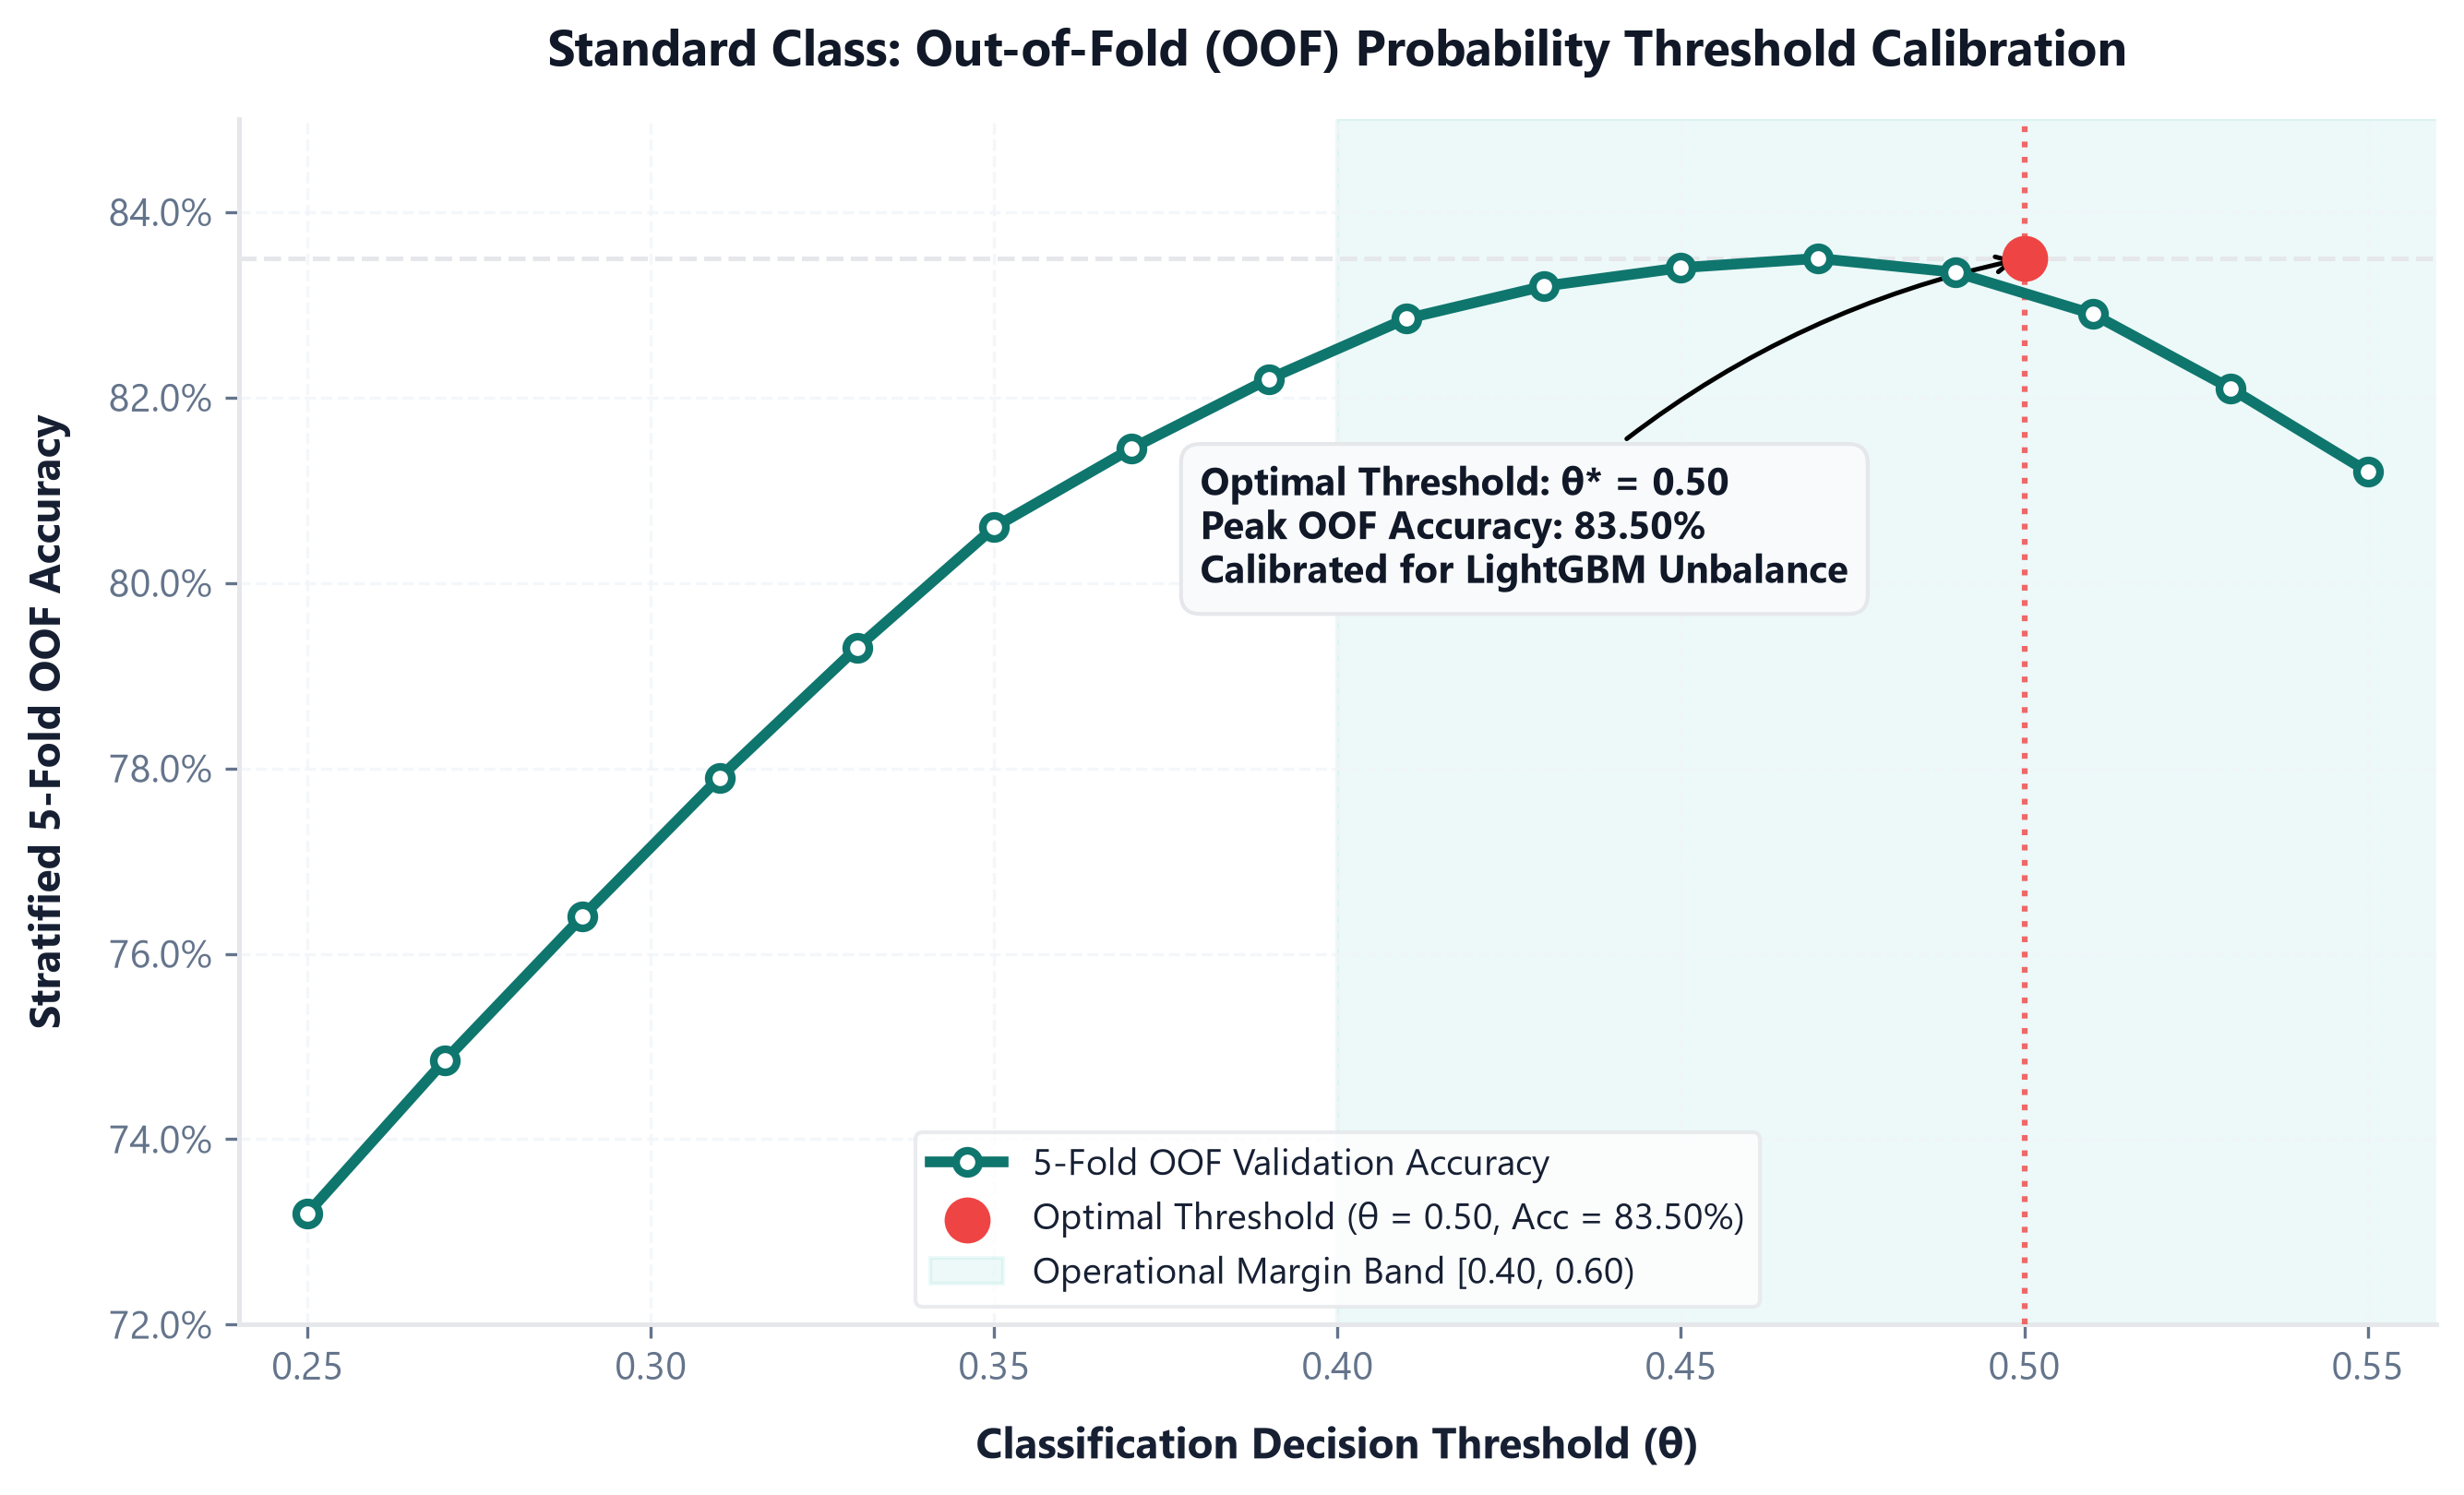 Standard Class: Out-of-Fold (OOF) Probability Threshold Calibration
Stratified 5-Fold OOF Accuracy
84.0%
82.0%
80.0%
78.0%
76.0%
74.0%
72.0%
Optimal Threshold: θ* = 0.50
Peak OOF Accuracy: 83.50%
Calibrated for LightGBM Unbalance
5-Fold OOF Validation Accuracy
Optimal Threshold (θ = 0.50, Acc = 83.50%)
Operational Margin Band [0.40, 0.60)
0.25 0.30 0.35 0.40 0.45 0.50 0.55
Classification Decision Threshold (θ)